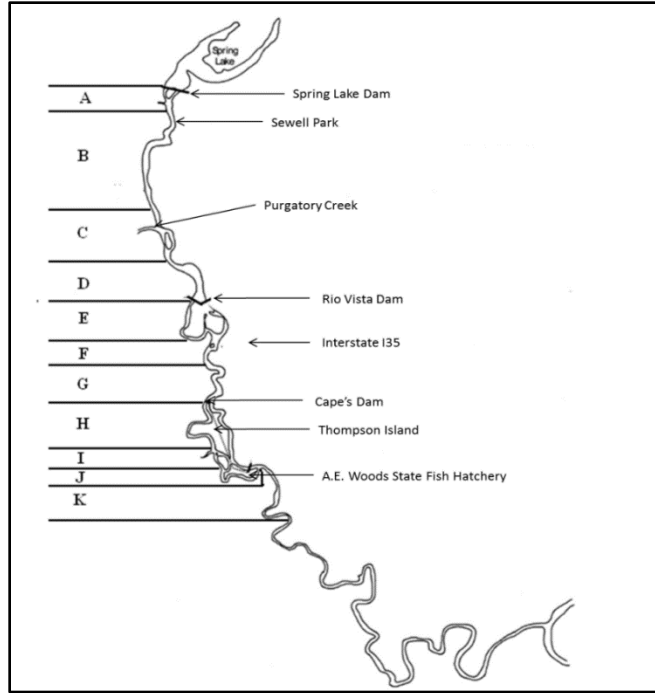 Spring
Lake
A
Spring Lake Dam
Sewell Park
B
Purgatory Creek
C
D
Rio Vista Dam
E
Interstate I35
F
G
Cape's Dam
H
Thompson Island
I
J
A.E. Woods State Fish Hatchery
K